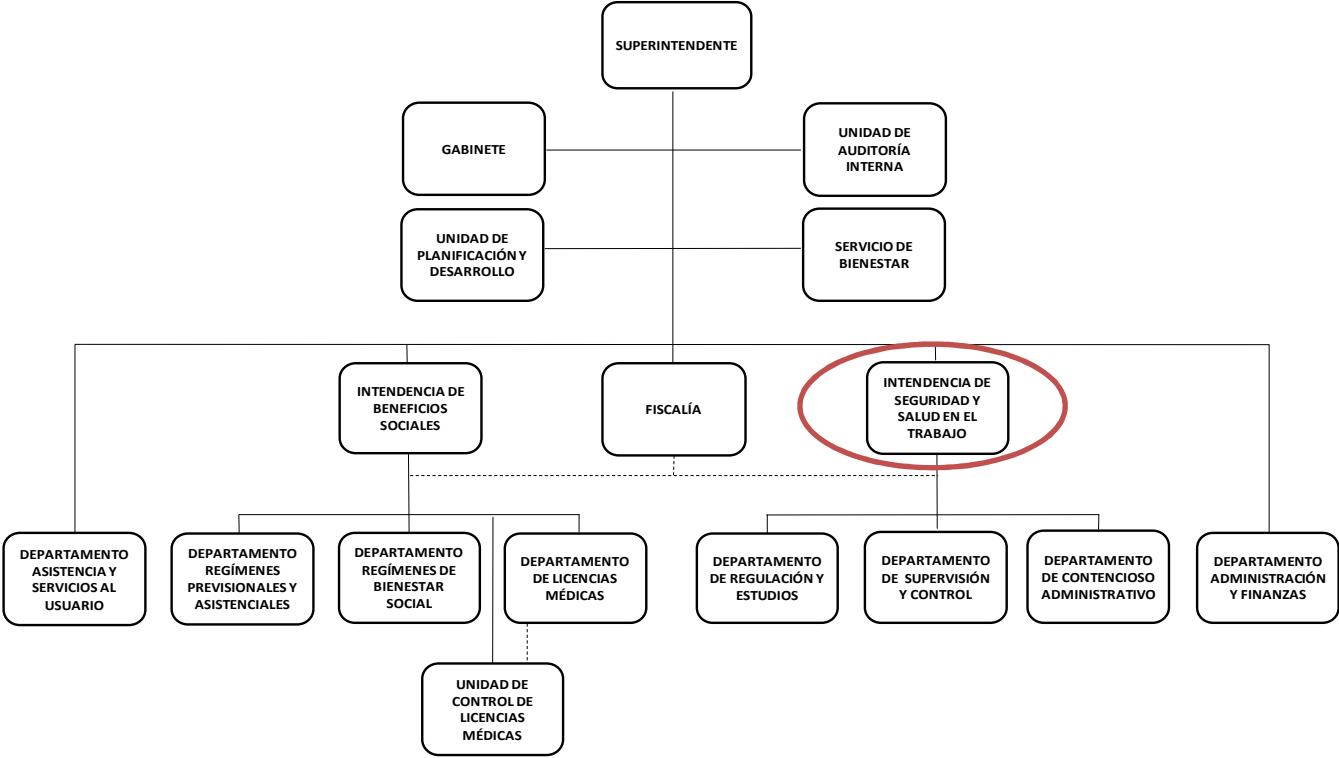 SUPERINTENDENTE
GABINETE
UNIDAD DE
AUDITORÍA
INTERNA
UNIDAD DE
PLANIFICACIÓN Y
DESARROLLO
SERVICIO DE
BIENESTAR
INTENDENCIA DE
BENEFICIOS
SOCIALES
FISCALÍA
INTENDENCIA DE
SEGURIDAD Y
SALUD EN EL
TRABAJO
DEPARTAMENTO
ASISTENCIA Y
SERVICIOS AL
USUARIO
DEPARTAMENTO
REGÍMENES
PREVISIONALES Y
ASISTENCIALES
DEPARTAMENTO
REGÍMENES DE
BIENESTAR
SOCIAL
DEPARTAMENTO
DE LICENCIAS
MÉDICAS
DEPARTAMENTO
DE REGULACIÓN Y
ESTUDIOS
DEPARTAMENTO
DE SUPERVISIÓN
Y CONTROL
DEPARTAMENTO
DE CONTENCIOSO
ADMINISTRATIVO
DEPARTAMENTO
ADMINISTRACIÓN
Y FINANZAS
UNIDAD DE
CONTROL DE
LICENCIAS
MÉDICAS